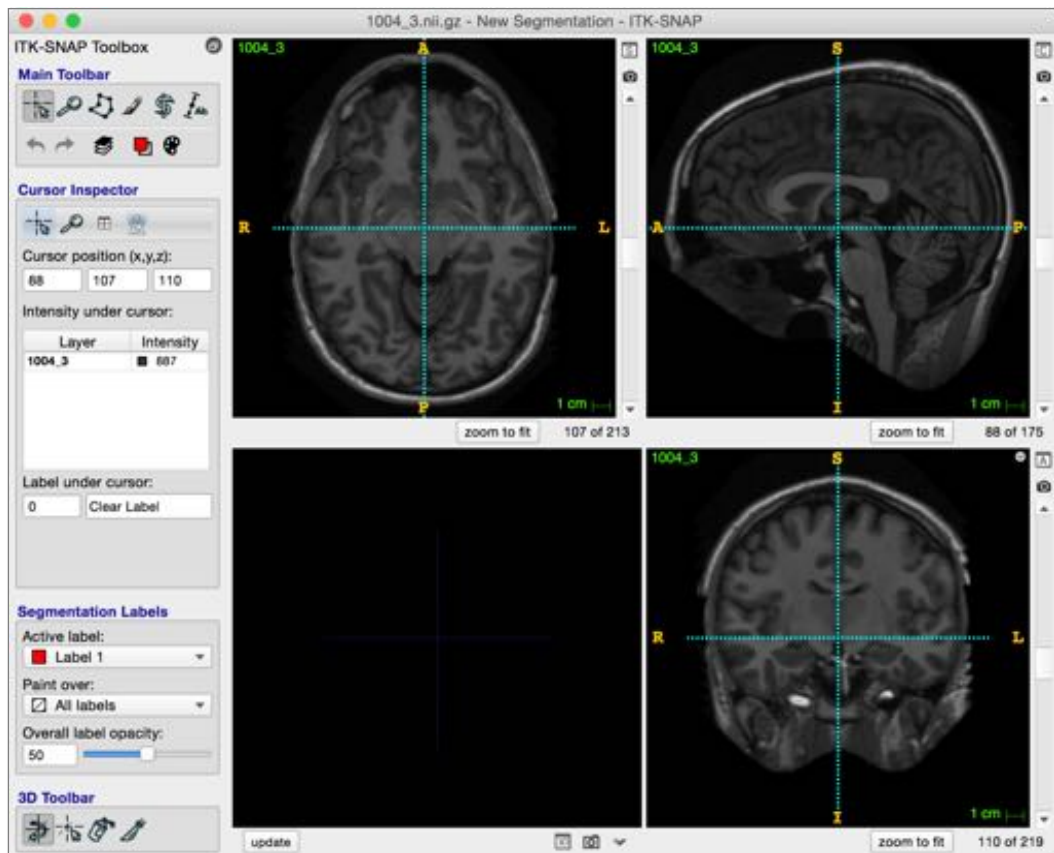 1004_3.nii.gz - New Segmentation - ITK-SNAP
ITK-SNAP Toolbox
Main Toolbar
Cursor Inspector
Cursor position (x,y,z):
88 107 110
Intensity under cursor:
Layer Intensity
1004_3 887
Label under cursor:
0 Clear Label
Segmentation Labels
Active label:
Label 1
Paint over:
All labels
Overall label opacity:
50
3D Toolbar
1004_3
A
R L
P
1 cm
zoom to fit 107 of 213
1004_3
S
A P
I
1 cm
zoom to fit 88 of 175
update
1004_3
S
A
R L
I
1 cm
zoom to fit 110 of 219